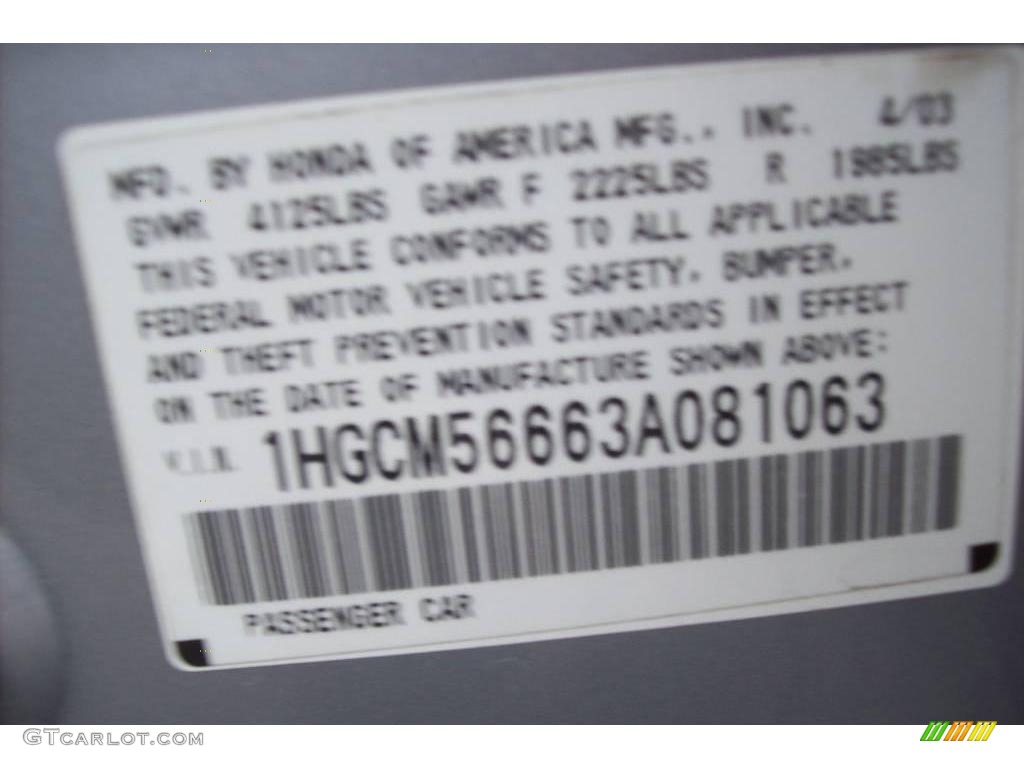 MFD. BY HONDA OF AMERICA MFG., INC. 4/03
GVWR 4125LBS GAWR F 2225LBS R 1985LBS
THIS VEHICLE CONFORMS TO ALL APPLICABLE
FEDERAL MOTOR VEHICLE SAFETY, BUMPER,
AND THEFT PREVENTION STANDARDS IN EFFECT
ON THE DATE OF MANUFACTURE SHOWN ABOVE:
V.I.N. 1HGCM56663A081063
PASSENGER CAR
GTCARLOT.COM